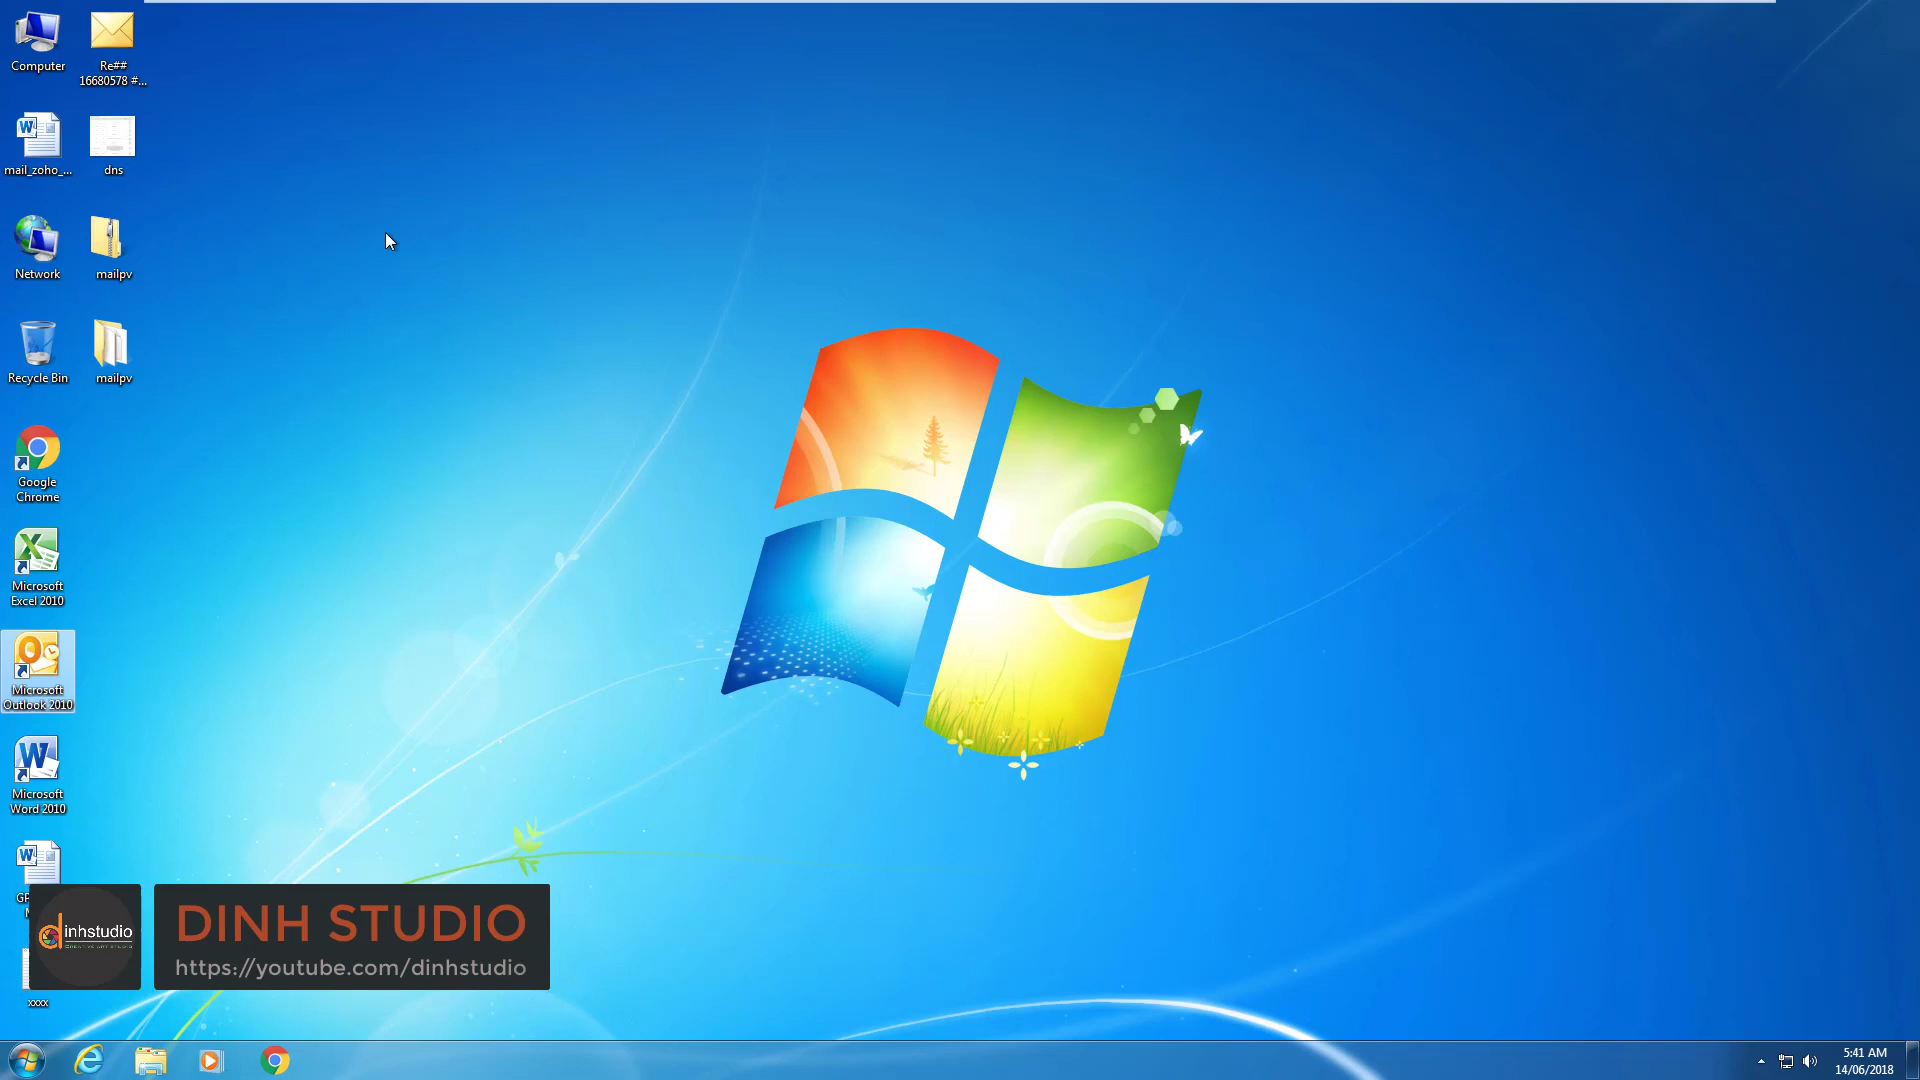 Computer
Re##
16680578 #...
mail_zoho_...
dns
Network
mailpv
Recycle Bin
mailpv
Google
Chrome
Microsoft
Excel 2010
Microsoft
Outlook 2010
Microsoft
Word 2010
dinhstudio
DINH STUDIO
https://youtube.com/dinhstudio
xxxx
5:41 AM
14/06/2018